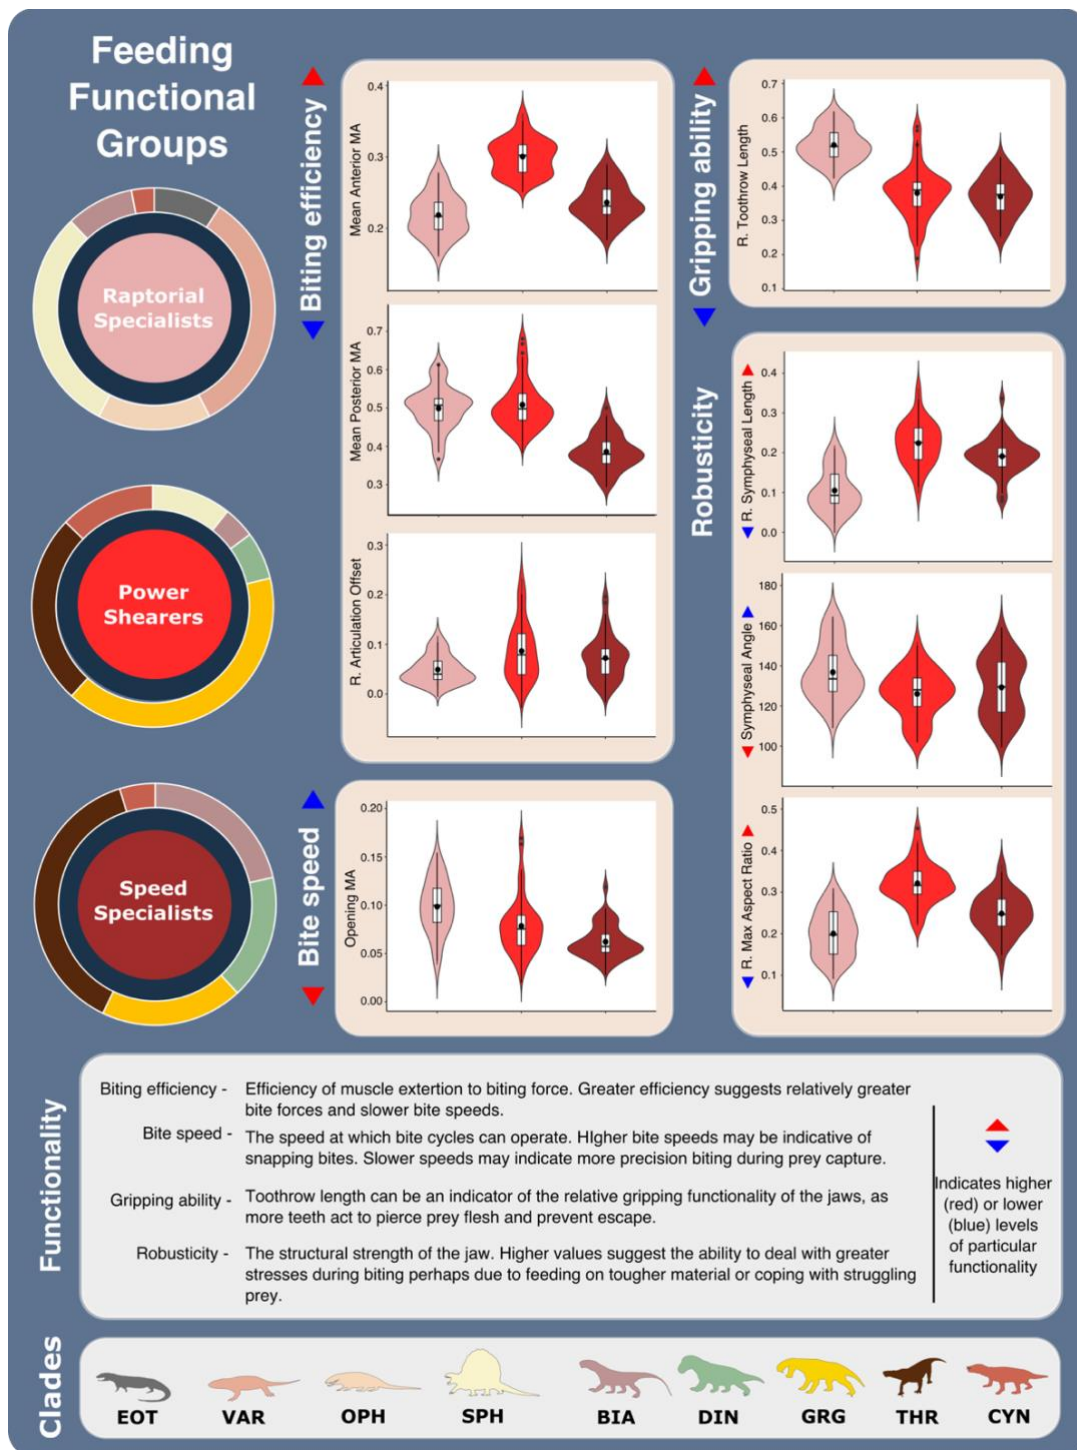 Feeding
Functional
Groups
Raptorial
Specialists
Power
Shearers
Speed
Specialists
Biting efficiency
Mean Anterior MA
0.4
0.3
0.2
Mean Posterior MA
0.7
0.6
0.5
0.4
0.3
R. Articulation Offset
0.3
0.2
0.1
0.0
Bite speed
Opening MA
0.20
0.15
0.10
0.05
0.00
Gripping ability
R. Toothrow Length
0.7
0.6
0.5
0.4
0.3
0.2
0.1
Robusticity
R. Symphyseal Length
0.4
0.3
0.2
0.1
0.0
Symphyseal Angle
180
160
140
120
100
R. Max Aspect Ratio
0.5
0.4
0.3
0.2
0.1
Functionality
Biting efficiency - Efficiency of muscle extertion to biting force. Greater efficiency suggests relatively greater
bite forces and slower bite speeds.
Bite speed - The speed at which bite cycles can operate. HIgher bite speeds may be indicative of
snapping bites. Slower speeds may indicate more precision biting during prey capture.
Gripping ability - Toothrow length can be an indicator of the relative gripping functionality of the jaws, as
more teeth act to pierce prey flesh and prevent escape.
Robusticity - The structural strength of the jaw. Higher values suggest the ability to deal with greater
stresses during biting perhaps due to feeding on tougher material or coping with struggling
prey.
Indicates higher
(red) or lower
(blue) levels
of particular
functionality
Clades
EOT VAR OPH SPH BIA DIN GRG THR CYN